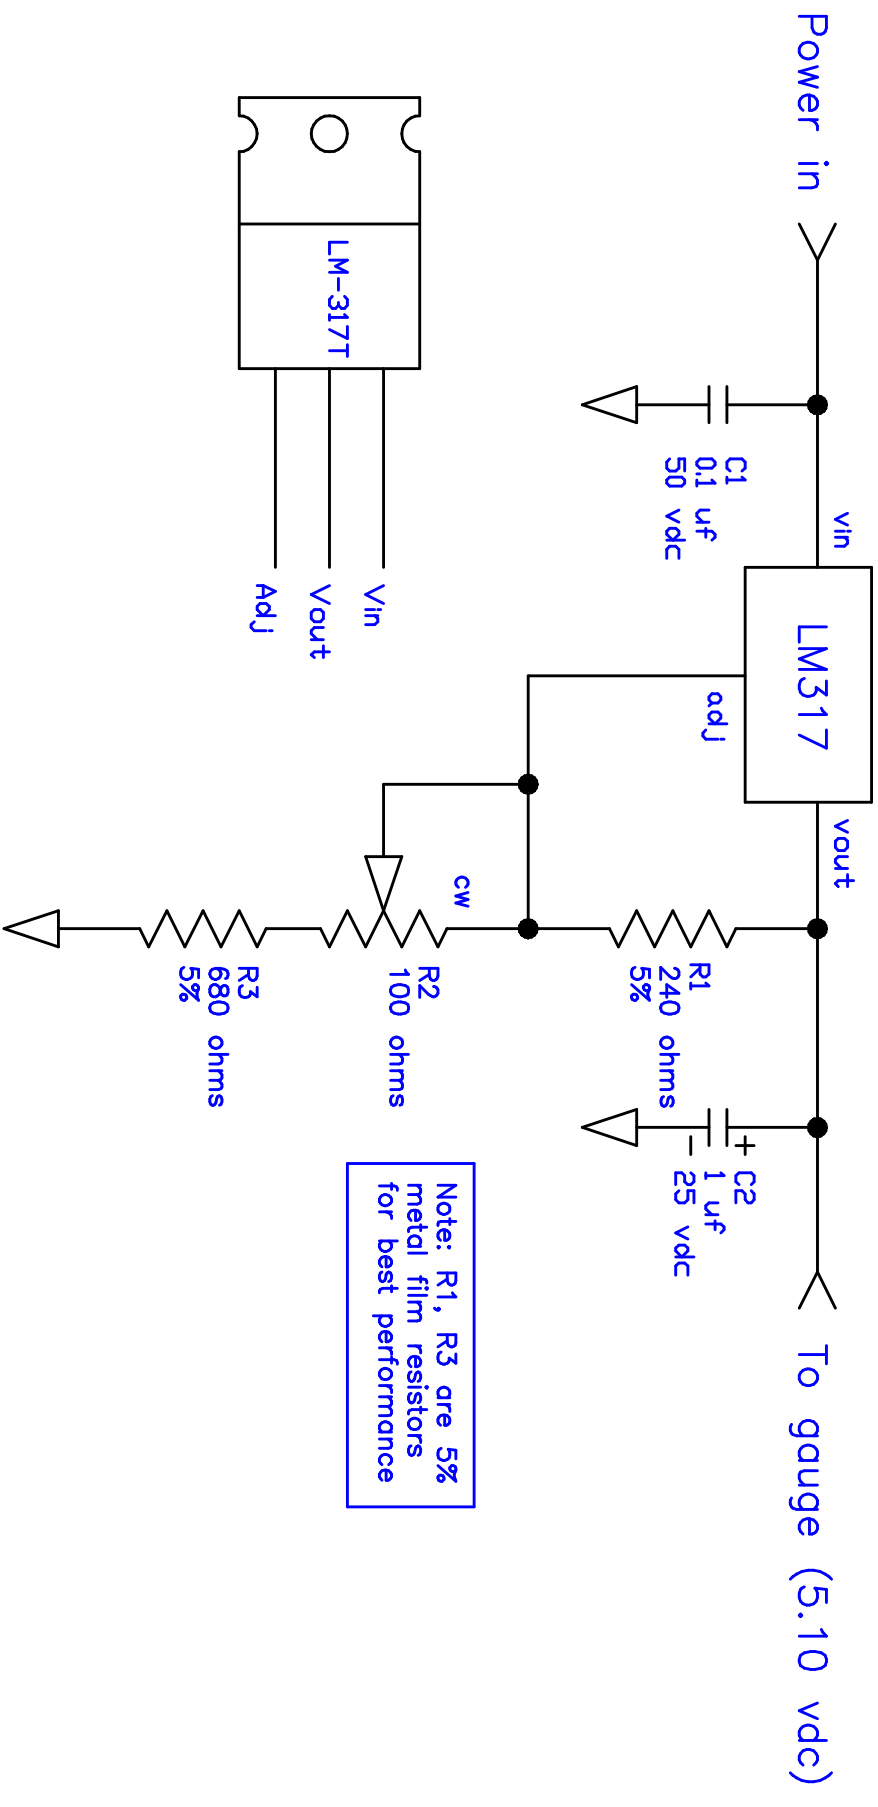 Power in
vin
LM317
vout
adj
To gauge (5.10 vdc)
C1
0.1 uf
50 vdc
R1
240 ohms
5%
+
C2
1 uf
-
25 vdc
cw
R2
100 ohms
R3
680 ohms
5%
LM-317T
Vin
Vout
Adj
Note: R1, R3 are 5%
metal film resistors
for best performance